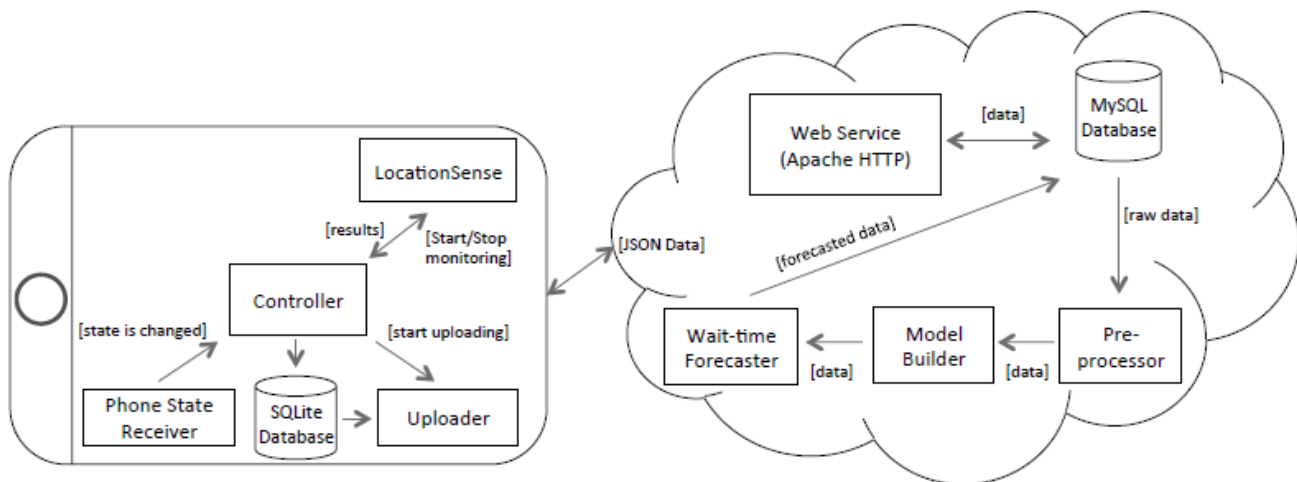 LocationSense
[results]
[Start/Stop
monitoring]
Controller
[state is changed]
[start uploading]
Phone State
Receiver
SQLite
Database
Uploader
[JSON Data]
Web Service
(Apache HTTP)
[data]
MySQL
Database
[raw data]
[forecasted data]
Wait-time
Forecaster
[data]
Model
Builder
[data]
Pre-
processor